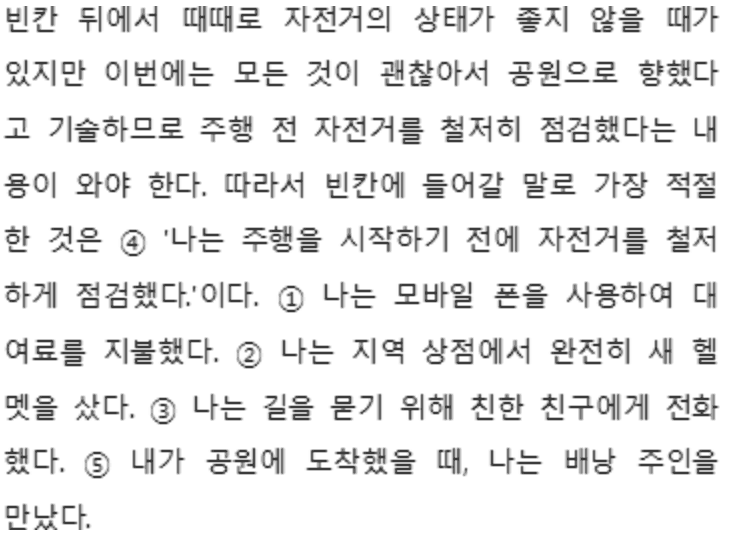 빈칸 뒤에서 때때로 자전거의 상태가 좋지 않을 때가
있지만 이번에는 모든 것이 괜찮아서 공원으로 향했다
고 기술하므로 주행 전 자전거를 철저히 점검했다는 내
용이 와야 한다. 따라서 빈칸에 들어갈 말로 가장 적절
한 것은 ④ '나는 주행을 시작하기 전에 자전거를 철저
하게 점검했다.'이다. ① 나는 모바일 폰을 사용하여 대
여료를 지불했다. ② 나는 지역 상점에서 완전히 새 헬
멧을 샀다. ③ 나는 길을 묻기 위해 친한 친구에게 전화
했다. ⑤ 내가 공원에 도착했을 때, 나는 배낭 주인을
만났다.